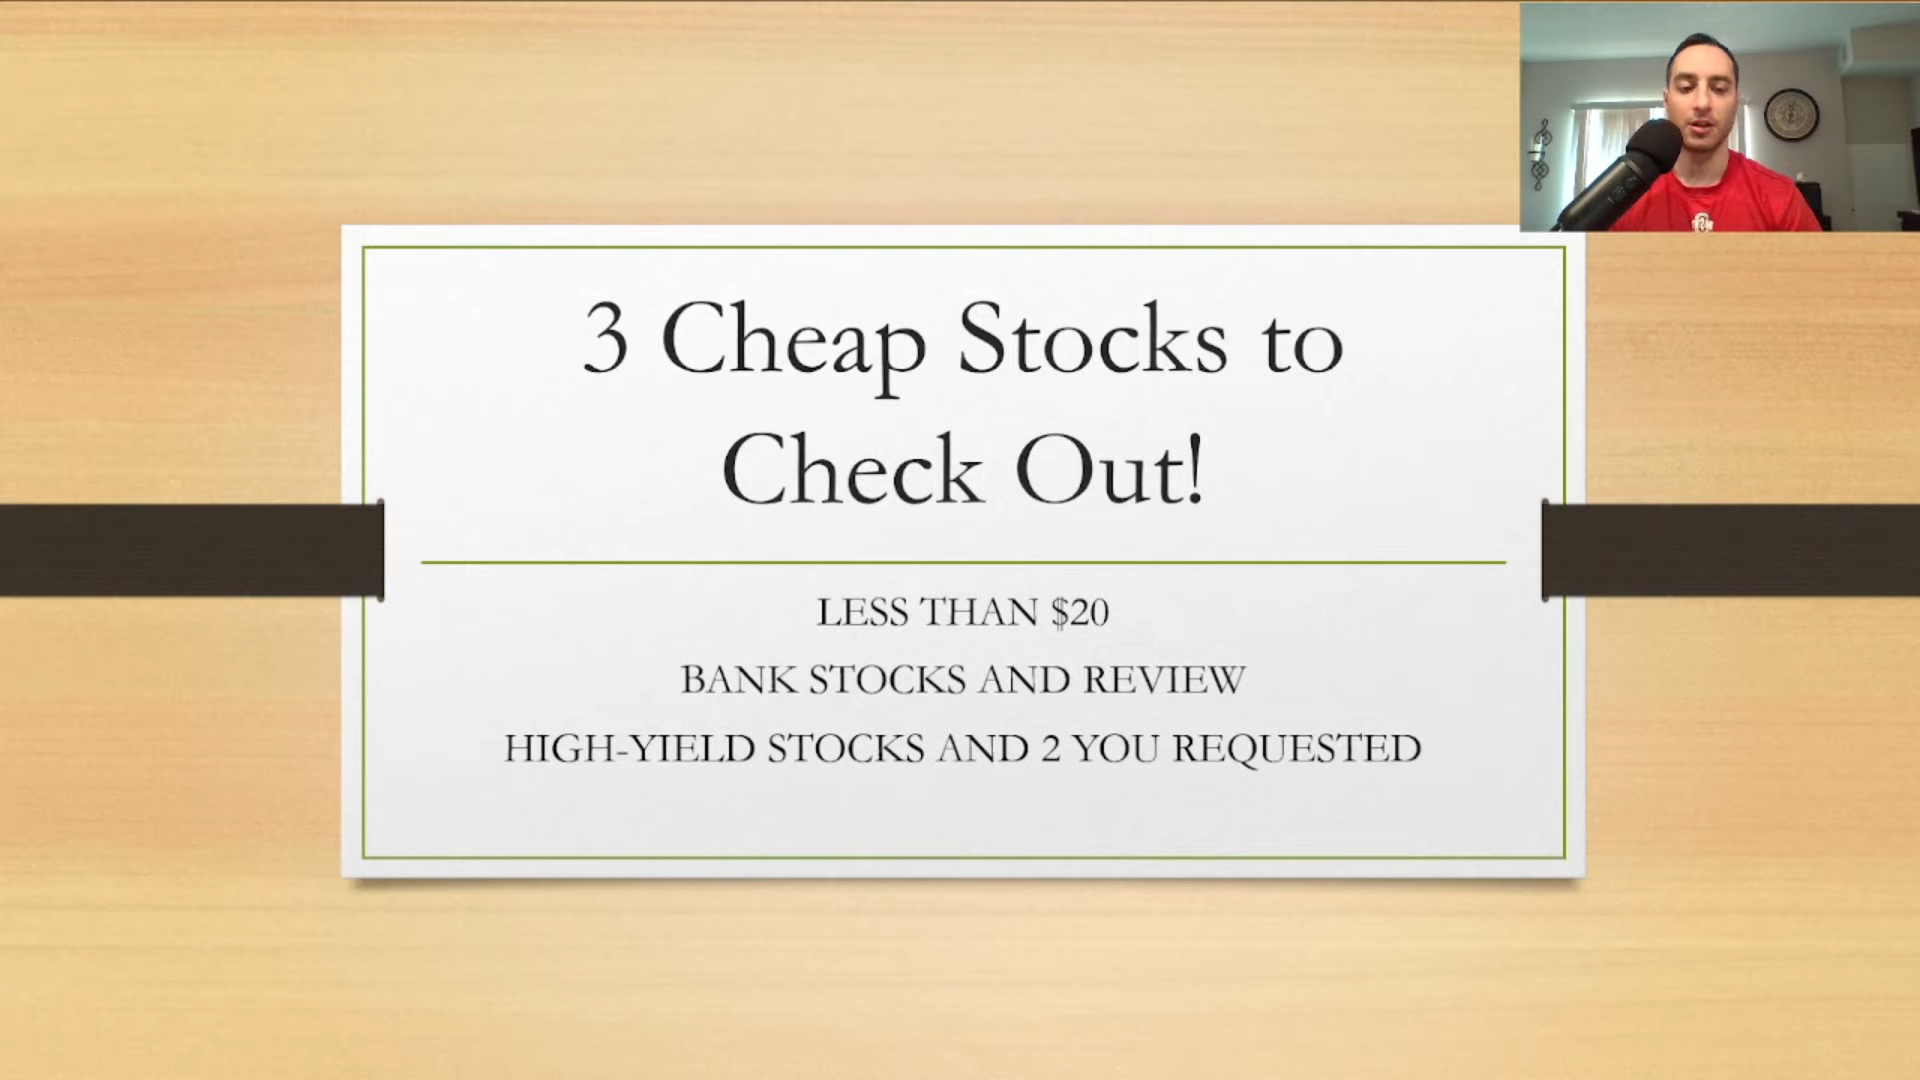 3 Cheap Stocks to
Check Out!
LESS THAN $20
BANK STOCKS AND REVIEW
HIGH-YIELD STOCKS AND 2 YOU REQUESTED